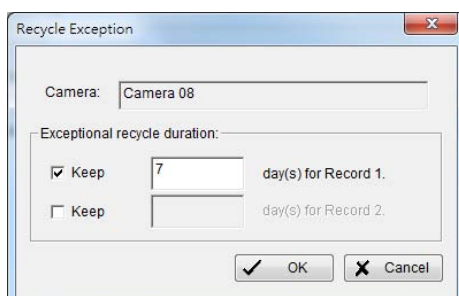 Recycle Exception
Camera: Camera 08
Exceptional recycle duration:
Keep 7 day(s) for Record 1.
Keep day(s) for Record 2.
OK Cancel